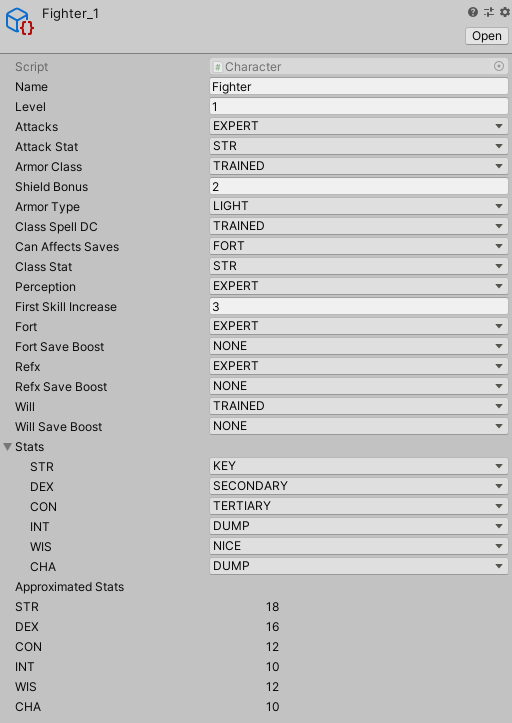 Fighter_1
Open
Script # Character
Name Fighter
Level 1
Attacks EXPERT
Attack Stat STR
Armor Class TRAINED
Shield Bonus 2
Armor Type LIGHT
Class Spell DC TRAINED
Can Affects Saves FORT
Class Stat STR
Perception EXPERT
First Skill Increase 3
Fort EXPERT
Fort Save Boost NONE
Refx EXPERT
Refx Save Boost NONE
Will TRAINED
Will Save Boost NONE
Stats
STR KEY
DEX SECONDARY
CON TERTIARY
INT DUMP
WIS NICE
CHA DUMP
Approximated Stats
STR 18
DEX 16
CON 12
INT 10
WIS 12
CHA 10